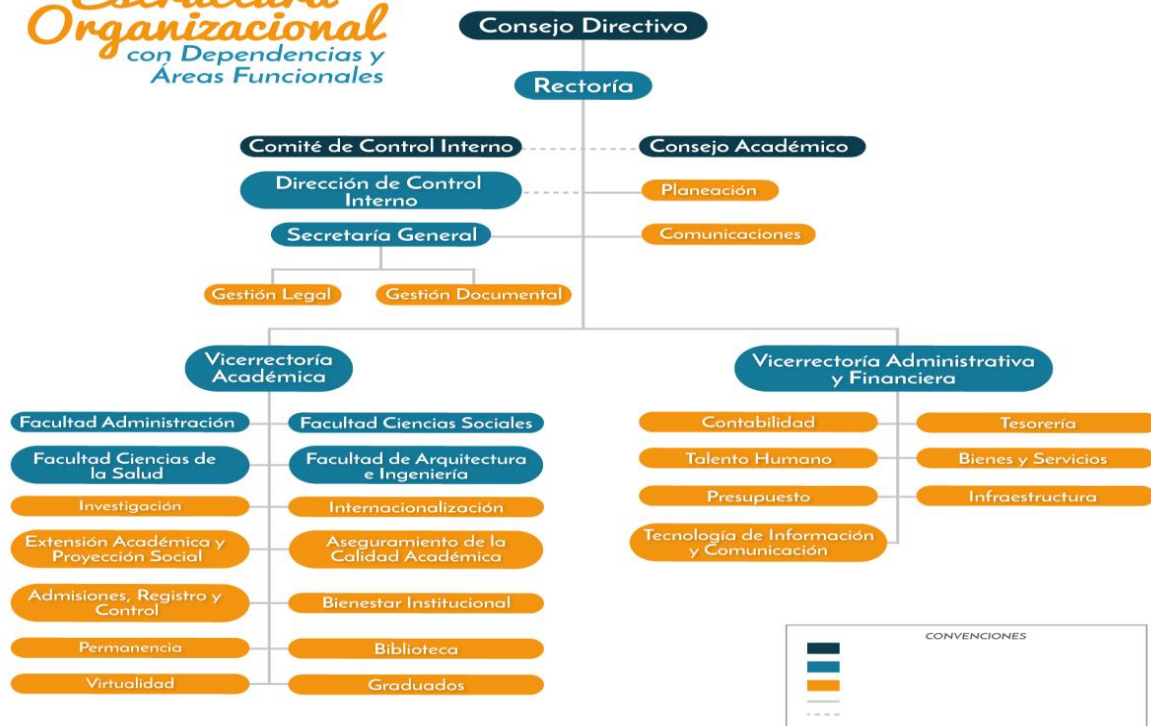 Estructura
Organizacional
con Dependencias y
Áreas Funcionales
Consejo Directivo
Rectoría
Comité de Control Interno
Consejo Académico
Dirección de Control
Interno
Planeación
Secretaría General
Comunicaciones
Gestión Legal
Gestión Documental
Vicerrectoría
Académica
Vicerrectoría Administrativa
y Financiera
Facultad Administración
Facultad Ciencias Sociales
Facultad Ciencias de
la Salud
Facultad de Arquitectura
e Ingeniería
Investigación
Internacionalización
Extensión Académica y
Proyección Social
Aseguramiento de la
Calidad Académica
Admisiones, Registro y
Control
Bienestar Institucional
Permanencia
Biblioteca
Virtualidad
Graduados
Contabilidad
Tesorería
Talento Humano
Bienes y Servicios
Presupuesto
Infraestructura
Tecnología de Información
y Comunicación
CONVENCIONES